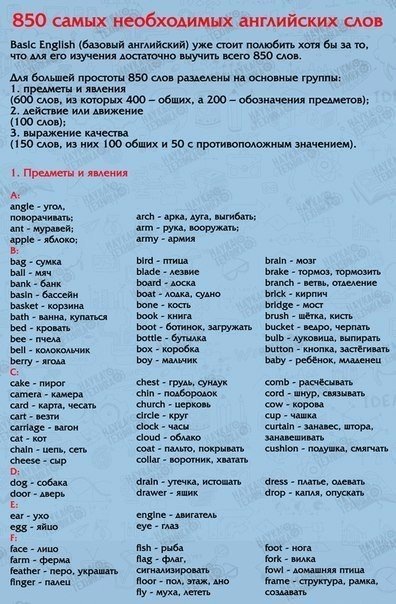 850 самых необходимых английских слов
Basic English (базовый английский) уже стоит полюбить хотя бы за то,
что для его изучения достаточно выучить всего 850 слов.
Для большей простоты 850 слов разделены на основные группы:
1. предметы и явления
(600 слов, из которых 400 – общих, а 200 – обозначения предметов);
2. действие или движение
(100 слов);
3. выражение качества
(150 слов, из них 100 общих и 50 с противоположным значением).
1. Предметы и явления
A:
angle - угол,
поворачивать;
ant - муравей;
apple - яблоко;
arch - арка, дуга, выгибать;
arm - рука, вооружать;
army - армия
B:
bag - сумка
ball - мяч
bank - банк
basin - бассейн
basket - корзина
bath - ванна, купаться
bed - кровать
bee - пчела
bell - колокольчик
berry - ягода
bird - птица
blade - лезвие
board - доска
boat - лодка, судно
bone - кость
book - книга
boot - ботинок, загружать
bottle - бутылка
box - коробка
boy - мальчик
brain - мозг
brake - тормоз, тормозить
branch - ветвь, отделение
brick - кирпич
bridge - мост
brush - щётка, кисть
bucket - ведро, черпать
bulb - луковица, выпирать
button - кнопка, застёгивать
baby - ребёнок, младенец
C:
cake - пирог
camera - камера
card - карта, чесать
cart - везти
carriage - вагон
cat - кот
chain - цепь, сеть
cheese - сыр
chest - грудь, сундук
chin - подбородок
church - церковь
circle - круг
clock - часы
cloud - облако
coat - пальто, покрывать
collar - воротник, хватать
comb - расчёсывать
cord - шнур, связывать
cow - корова
cup - чашка
curtain - занавес, штора,
занавешивать
cushion - подушка, смягчать
D:
dog - собака
door - дверь
drain - утечка, истощать
drawer - ящик
dress - платье, одевать
drop - капля, опускать
E:
ear - ухо
egg - яйцо
engine - двигатель
eye - глаз
F:
face - лицо
farm - ферма
feather - перо, украшать
finger - палец
fish - рыба
flag - флаг,
сигнализировать
floor - пол, этаж, дно
fly - муха, лететь
foot - нога
fork - вилка
fowl - домашняя птица
frame - структура, рамка,
создавать